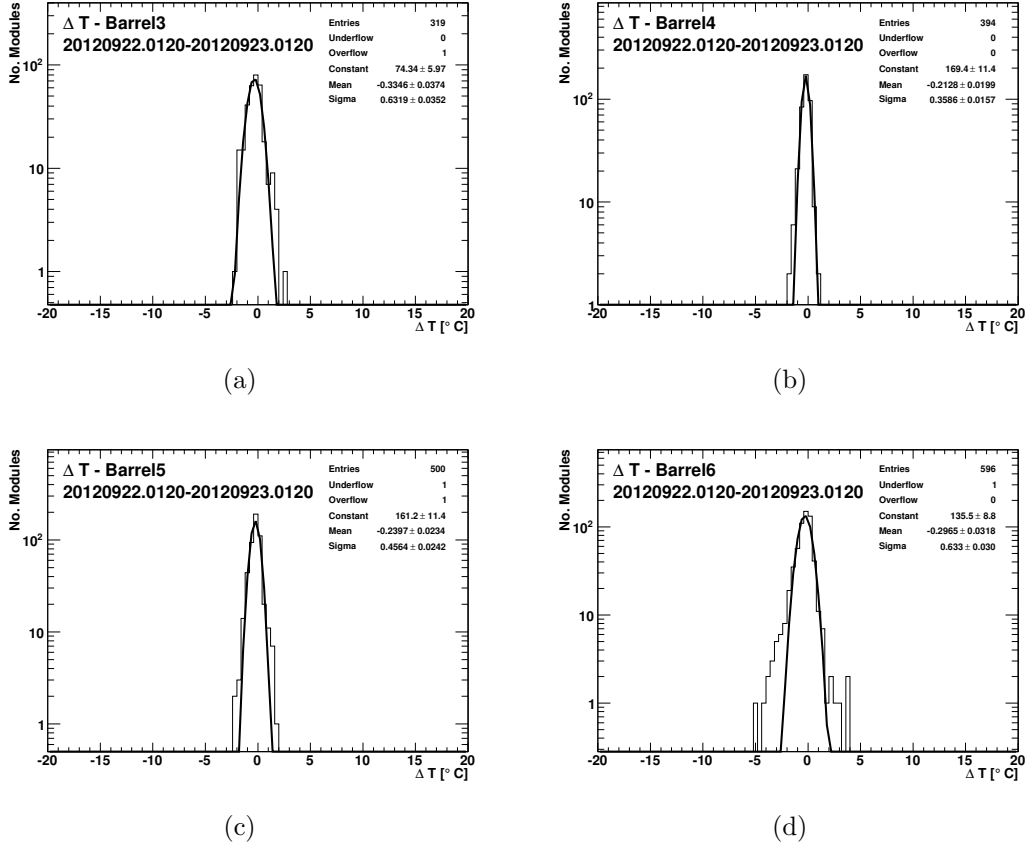 Δ T - Barrel3
20120922.0120-20120923.0120
Entries 319
Underflow 0
Overflow 1
Constant 74.34 ± 5.97
Mean -0.3346 ± 0.0374
Sigma 0.6319 ± 0.0352
No. Modules
10²
10
1
-20 -15 -10 -5 0 5 10 15 20
Δ T [° C]
(a)
Δ T - Barrel4
20120922.0120-20120923.0120
Entries 394
Underflow 0
Overflow 0
Constant 169.4 ± 11.4
Mean -0.2128 ± 0.0199
Sigma 0.3586 ± 0.0157
No. Modules
10²
10
1
-20 -15 -10 -5 0 5 10 15 20
Δ T [° C]
(b)
Δ T - Barrel5
20120922.0120-20120923.0120
Entries 500
Underflow 1
Overflow 1
Constant 161.2 ± 11.4
Mean -0.2397 ± 0.0234
Sigma 0.4564 ± 0.0242
No. Modules
10²
10
1
-20 -15 -10 -5 0 5 10 15 20
Δ T [° C]
(c)
Δ T - Barrel6
20120922.0120-20120923.0120
Entries 596
Underflow 1
Overflow 0
Constant 135.5 ± 8.8
Mean -0.2965 ± 0.0318
Sigma 0.633 ± 0.030
No. Modules
10²
10
1
-20 -15 -10 -5 0 5 10 15 20
Δ T [° C]
(d)